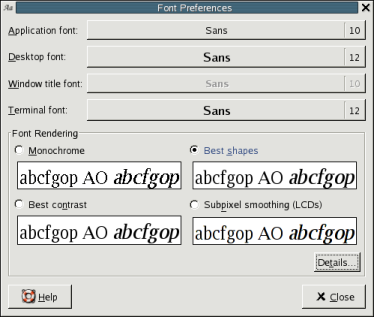 Font Preferences
Application font: Sans 10
Desktop font: Sans 12
Window title font: Sans 10
Terminal font: Sans 12
Font Rendering
Monochrome Best shapes
abcfgop AO abcfgop abcfgop AO abcfgop
Best contrast Subpixel smoothing (LCDs)
abcfgop AO abcfgop abcfgop AO abcfgop
Details...
Help Close